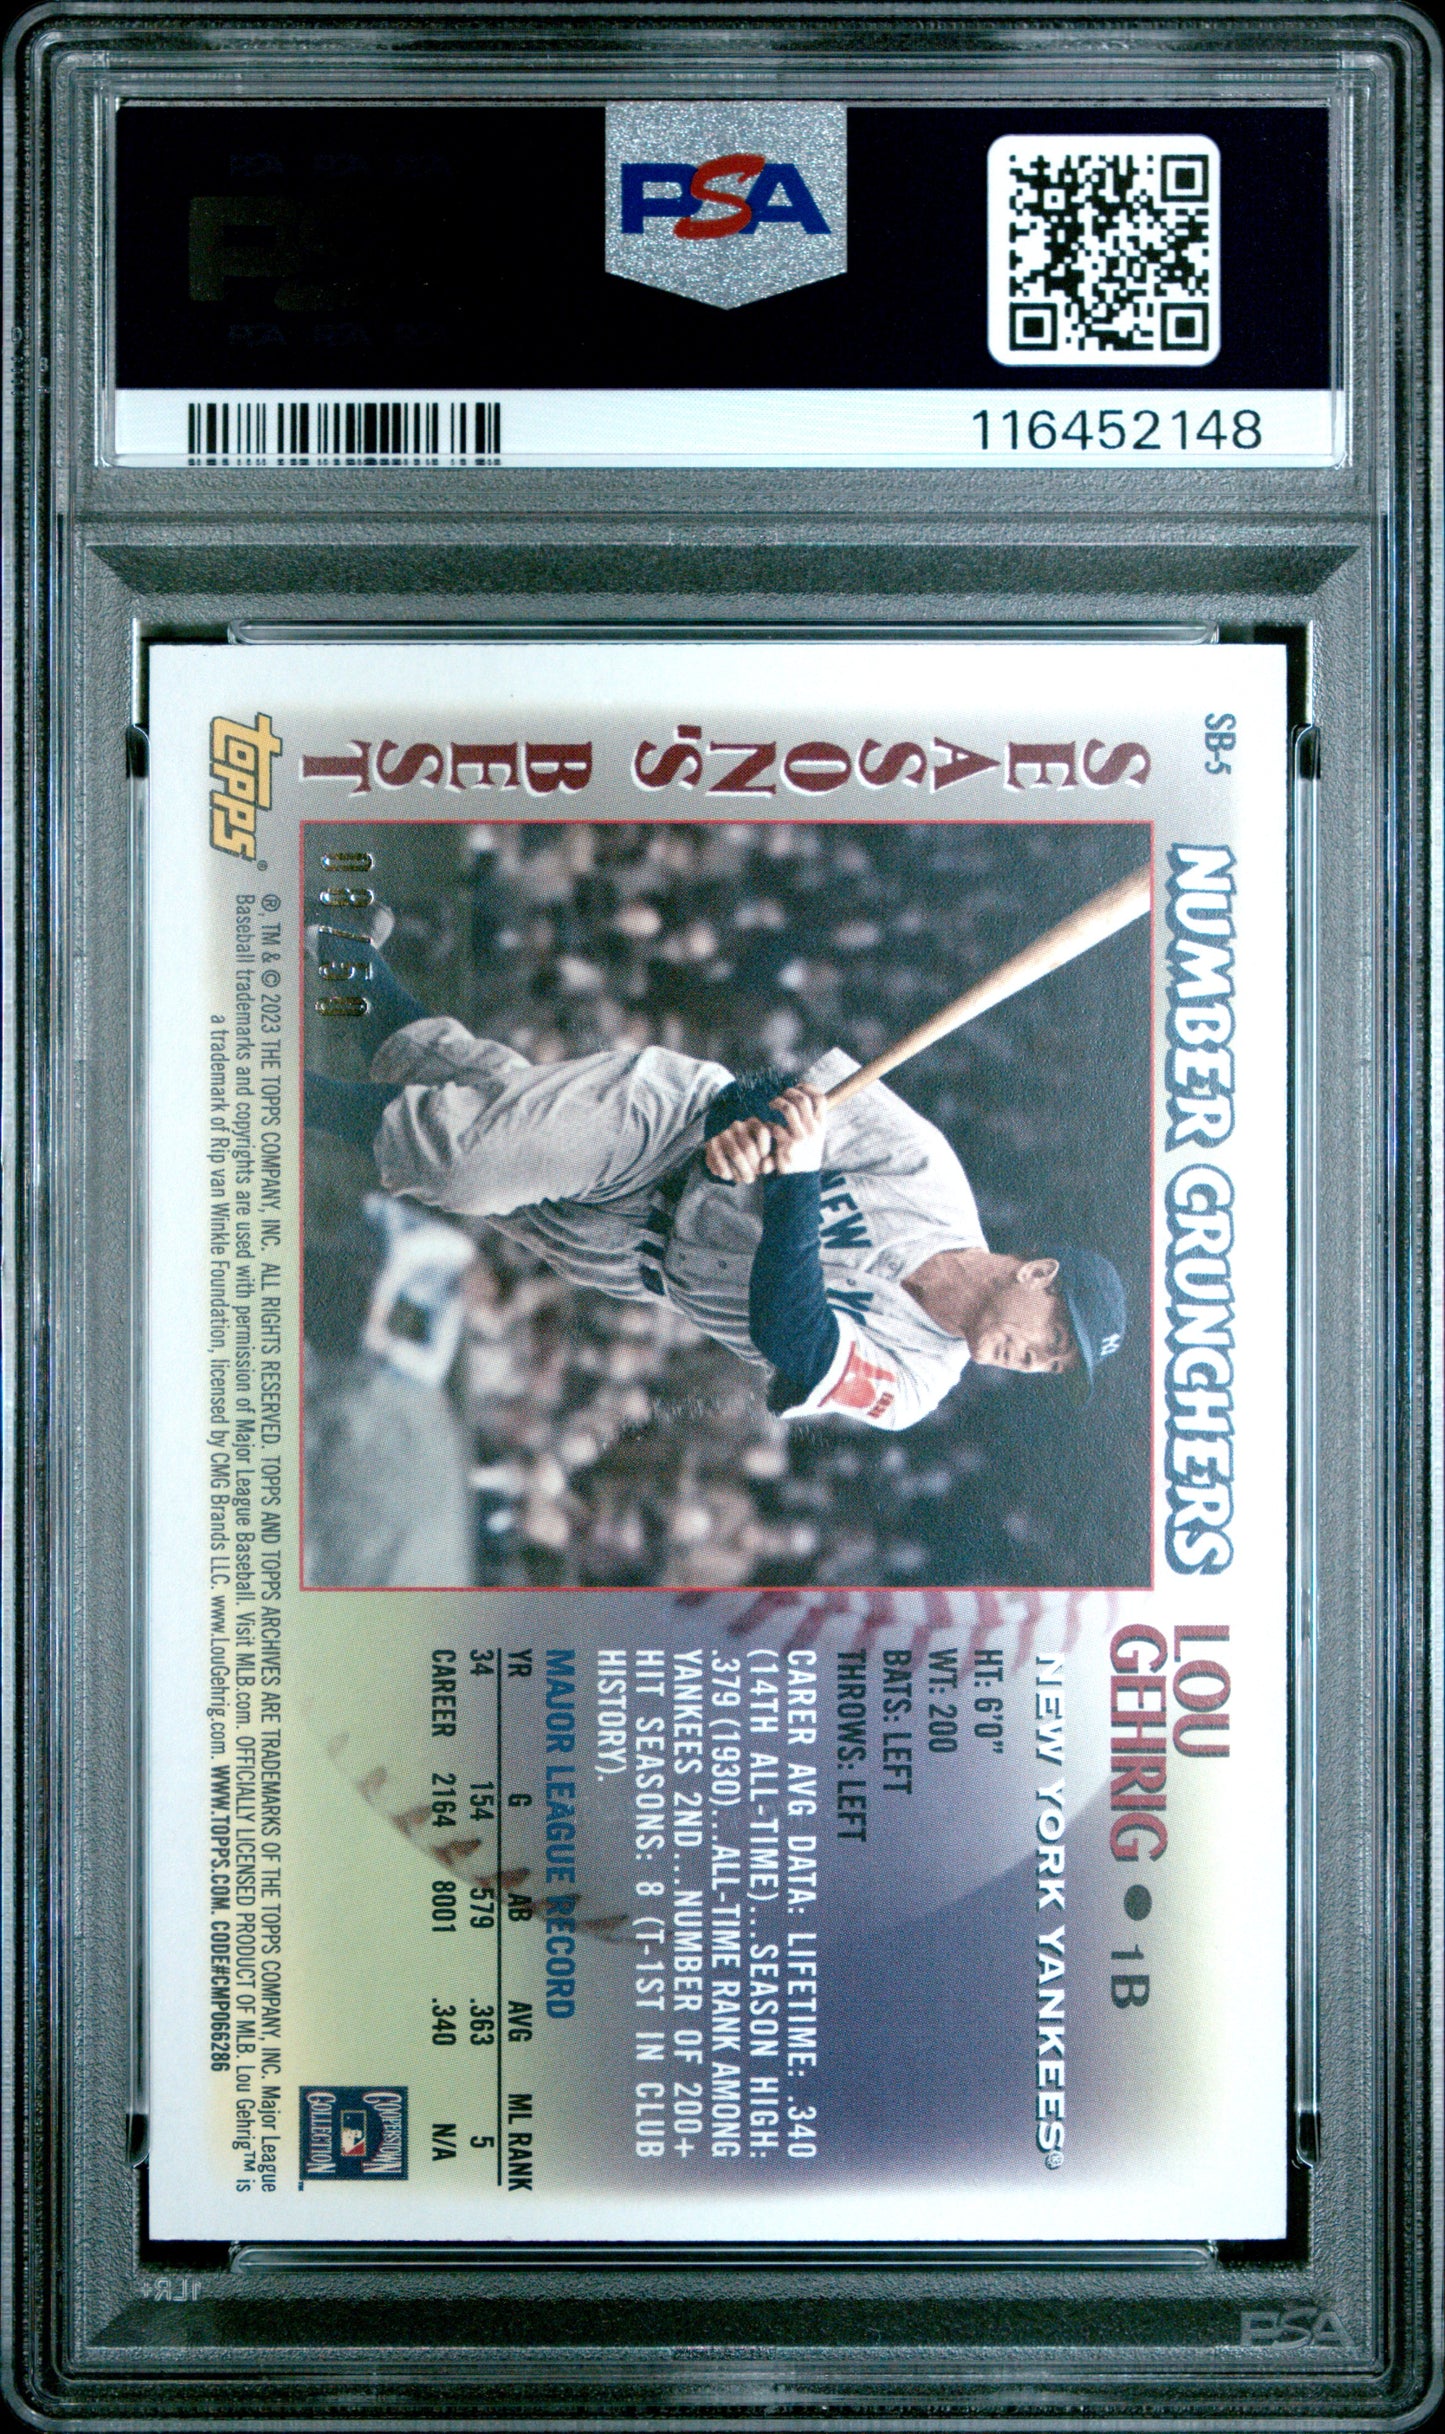 PSA
116452148
SB-5
NUMBER CRUNCHERS
SEASON'S BEST
NEW Y
NY
08/50
LOU
GEHRIG • 1B
NEW YORK YANKEES®
HT: 6'0"
WT: 200
BATS: LEFT
THROWS: LEFT
CARER AVG DATA: LIFETIME: .340
(14TH ALL-TIME)...SEASON HIGH:
.379 (1930)...ALL-TIME RANK AMONG
YANKEES 2ND...NUMBER OF 200+
HIT SEASONS: 8 (T-1ST IN CLUB
HISTORY).
MAJOR LEAGUE RECORD
YR G AB AVG ML RANK
34 154 579 .363 5
CAREER 2164 8001 .340 N/A
COOPERSTOWN
COLLECTION™
topps®
®, TM & © 2023 THE TOPPS COMPANY, INC. ALL RIGHTS RESERVED. TOPPS AND TOPPS ARCHIVES ARE TRADEMARKS OF THE TOPPS COMPANY, INC. Major League
Baseball trademarks and copyrights are used with permission of Major League Baseball. Visit MLB.com. OFFICIALLY LICENSED PRODUCT OF MLB. Lou Gehrig™ is
a trademark of Rip van Winkle Foundation, licensed by CMG Brands LLC. www.LouGehrig.com. WWW.TOPPS.COM. CODE#CMP066286
PSA